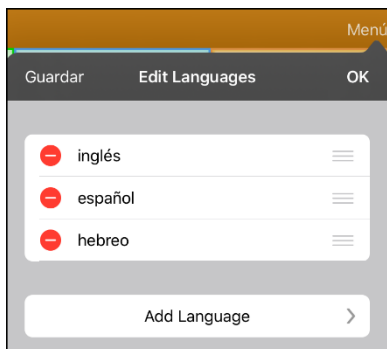 Menú
Guardar Edit Languages OK
inglés
español
hebreo
Add Language